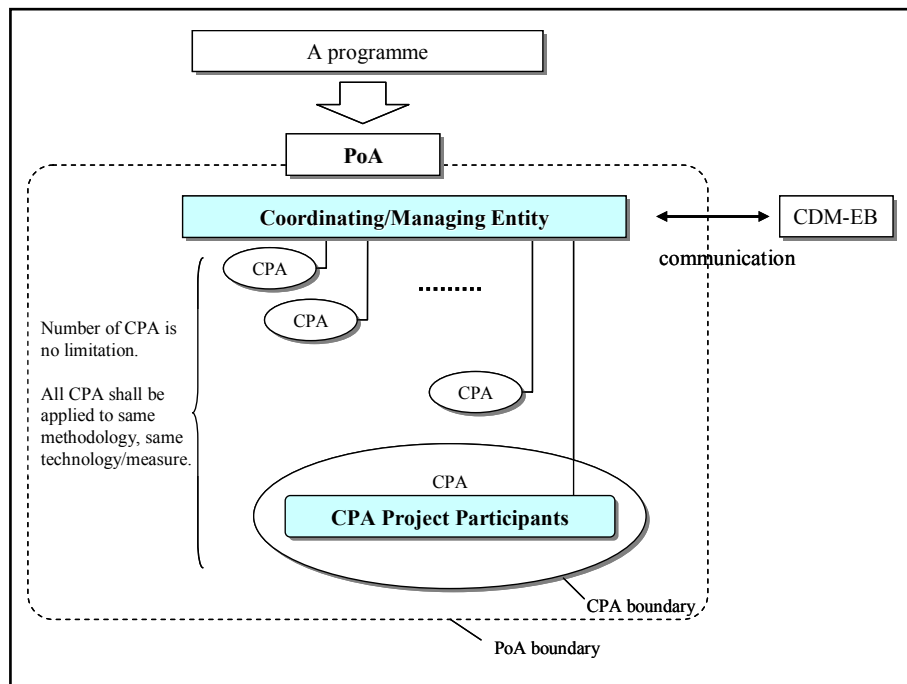 A programme
PoA
Coordinating/Managing Entity
CDM-EB
communication
CPA
CPA
.........
CPA
Number of CPA is
no limitation.
All CPA shall be
applied to same
methodology, same
technology/measure.
CPA
CPA Project Participants
CPA boundary
PoA boundary